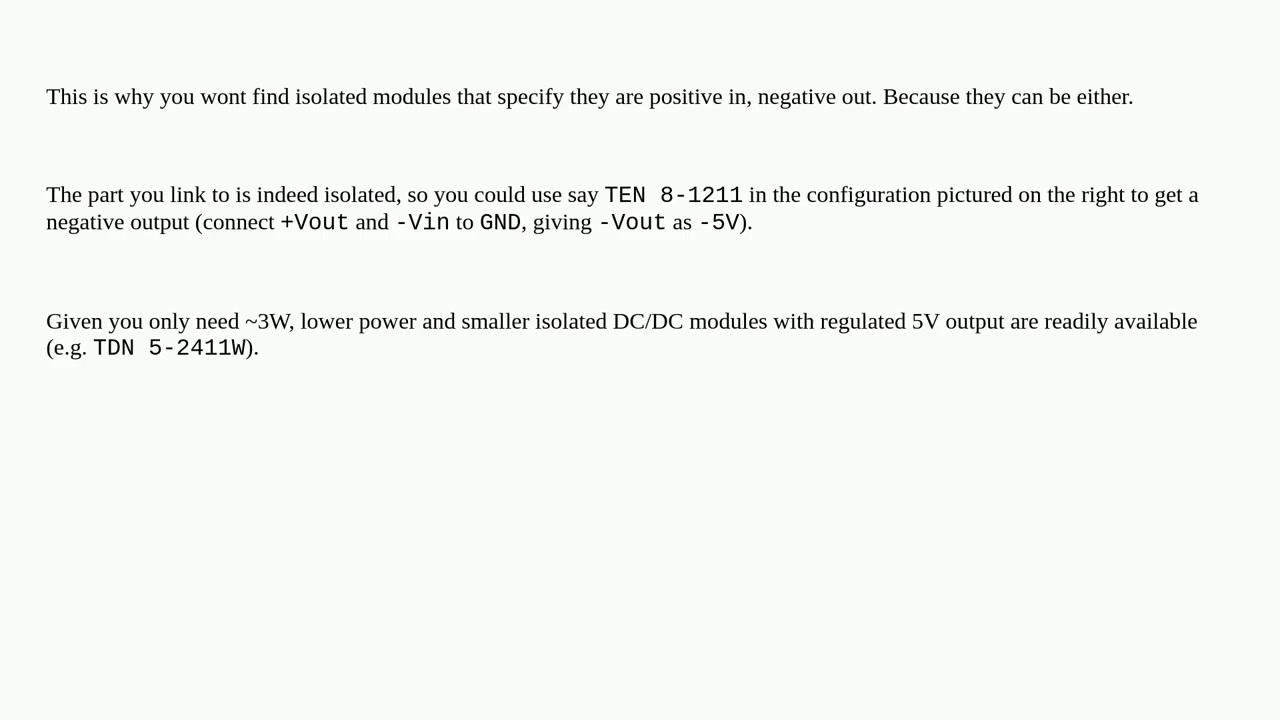 This is why you wont find isolated modules that specify they are positive in, negative out. Because they can be either.
The part you link to is indeed isolated, so you could use say TEN 8-1211 in the configuration pictured on the right to get a
negative output (connect +Vout and -Vin to GND, giving -Vout as -5V).
Given you only need ~3W, lower power and smaller isolated DC/DC modules with regulated 5V output are readily available
(e.g. TDN 5-2411W).